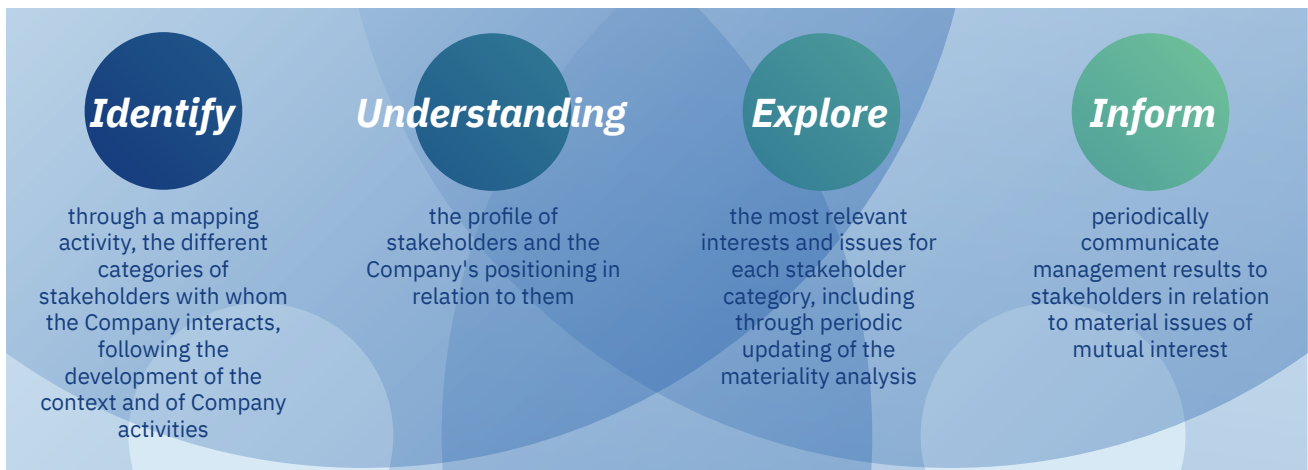 Identify
through a mapping
activity, the different
categories of
stakeholders with whom
the Company interacts,
following the
development of the
context and of Company
activities
Understanding
the profile of
stakeholders and the
Company's positioning in
relation to them
Explore
the most relevant
interests and issues for
each stakeholder
category, including
through periodic
updating of the
materiality analysis
Inform
periodically
communicate
management results to
stakeholders in relation
to material issues of
mutual interest